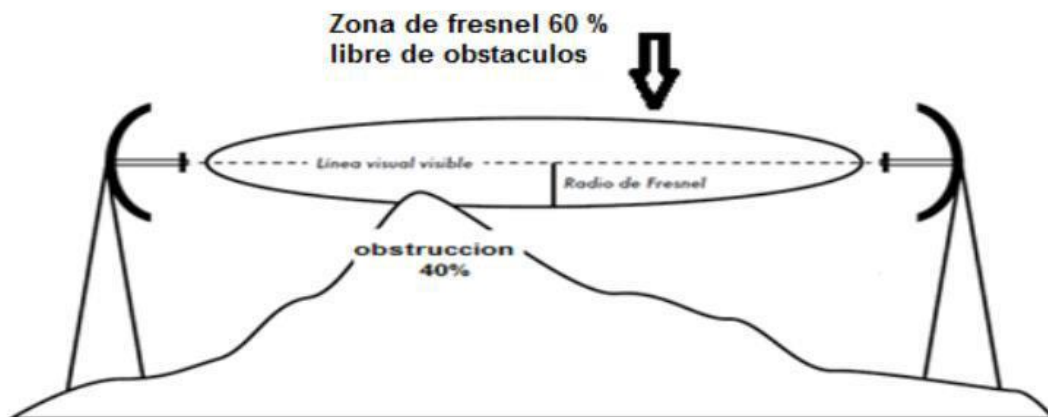 Zona de fresnel 60 %
libre de obstaculos
Linea visual visible
Radio de Fresnel
obstruccion
40%